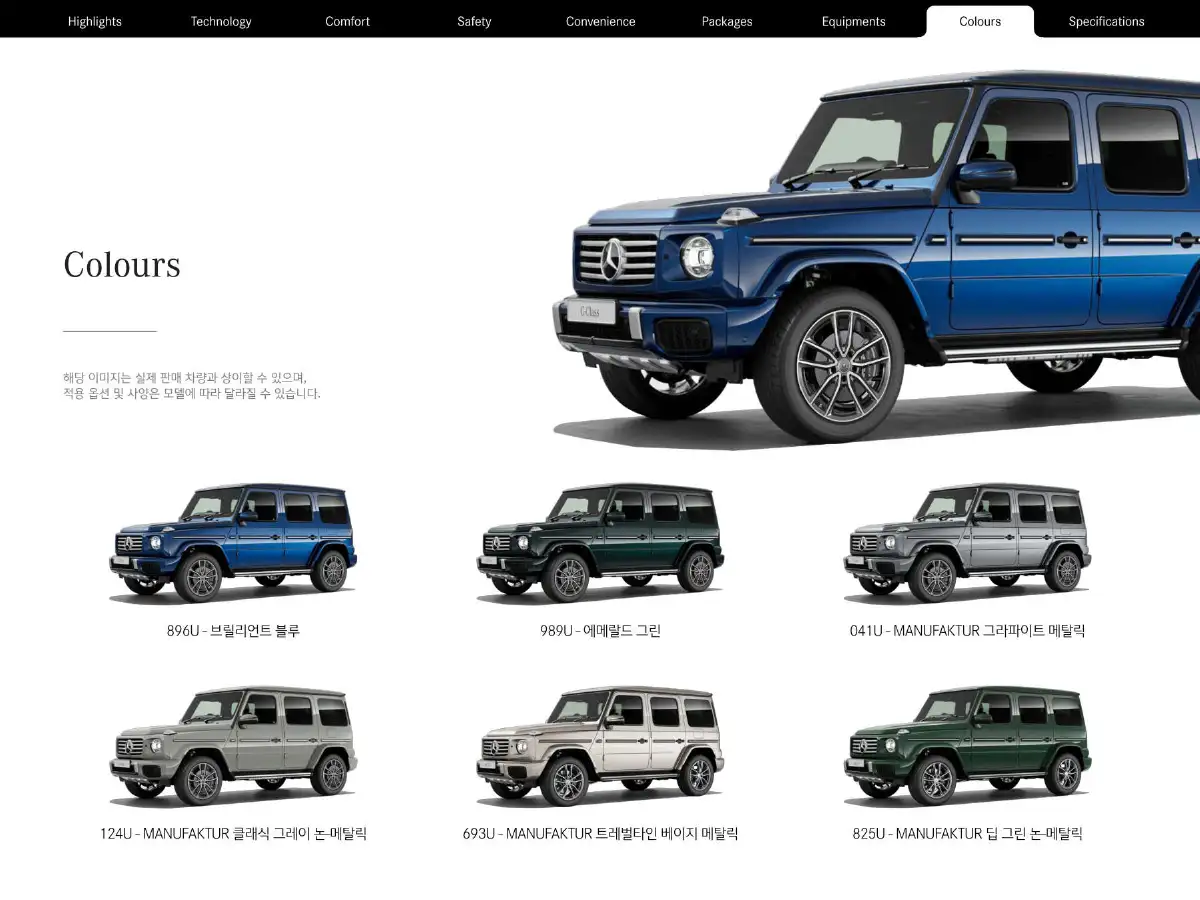 Highlights
Technology
Comfort
Safety
Convenience
Packages
Equipments
Colours
Specifications
G-Class
Colours
해당 이미지는 실제 판매 차량과 상이할 수 있으며,
적용 옵션 및 사양은 모델에 따라 달라질 수 있습니다.
896U - 브릴리언트 블루
989U - 에메랄드 그린
041U - MANUFAKTUR 그라파이트 메탈릭
124U - MANUFAKTUR 클래식 그레이 논-메탈릭
693U - MANUFAKTUR 트레벌타인 베이지 메탈릭
825U - MANUFAKTUR 딥 그린 논-메탈릭